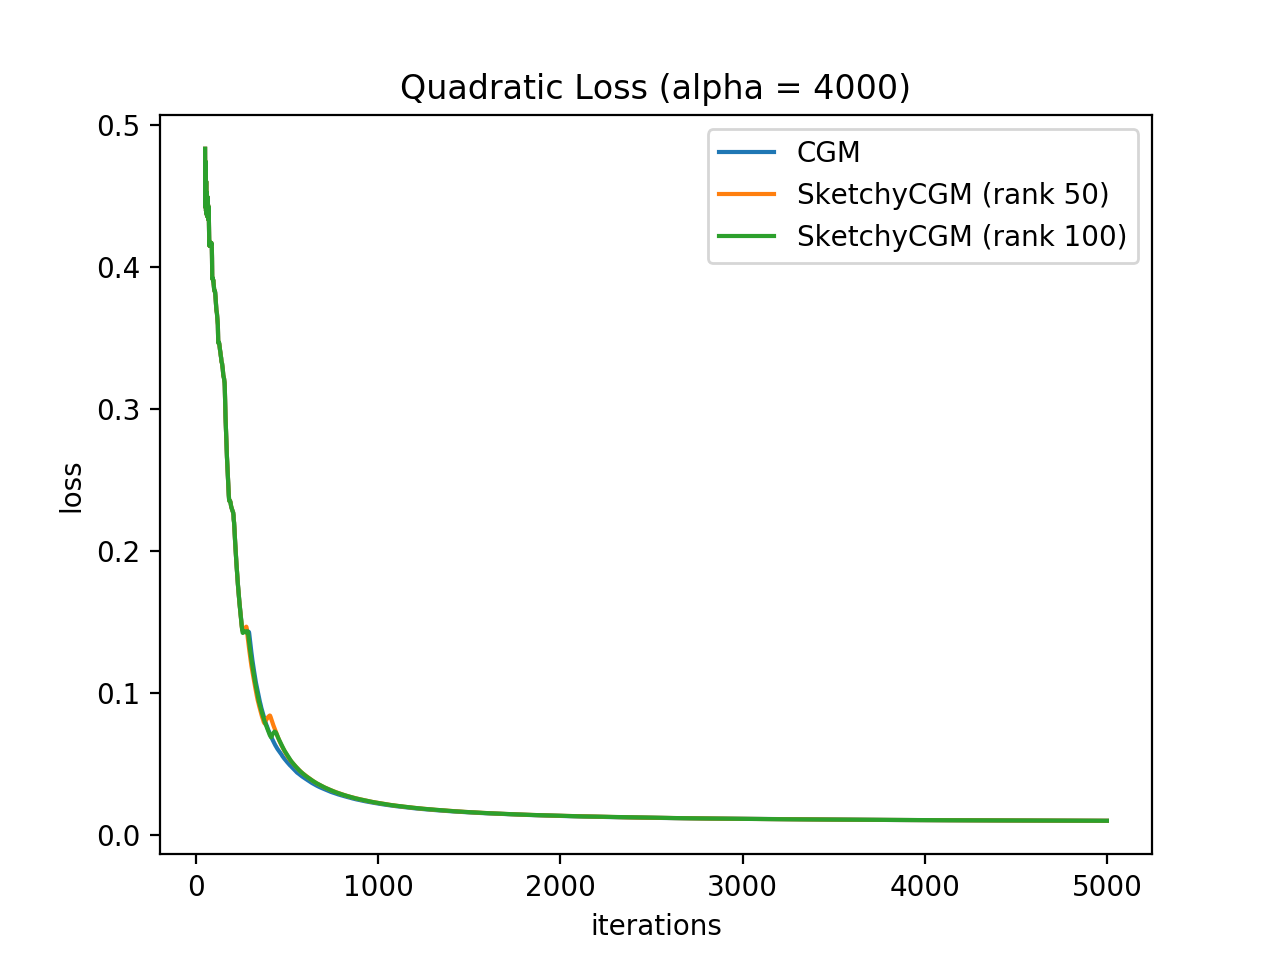 Quadratic Loss (alpha = 4000)
CGM
SketchyCGM (rank 50)
SketchyCGM (rank 100)
0.5
0.4
0.3
0.2
0.1
0.0
loss
0 1000 2000 3000 4000 5000
iterations